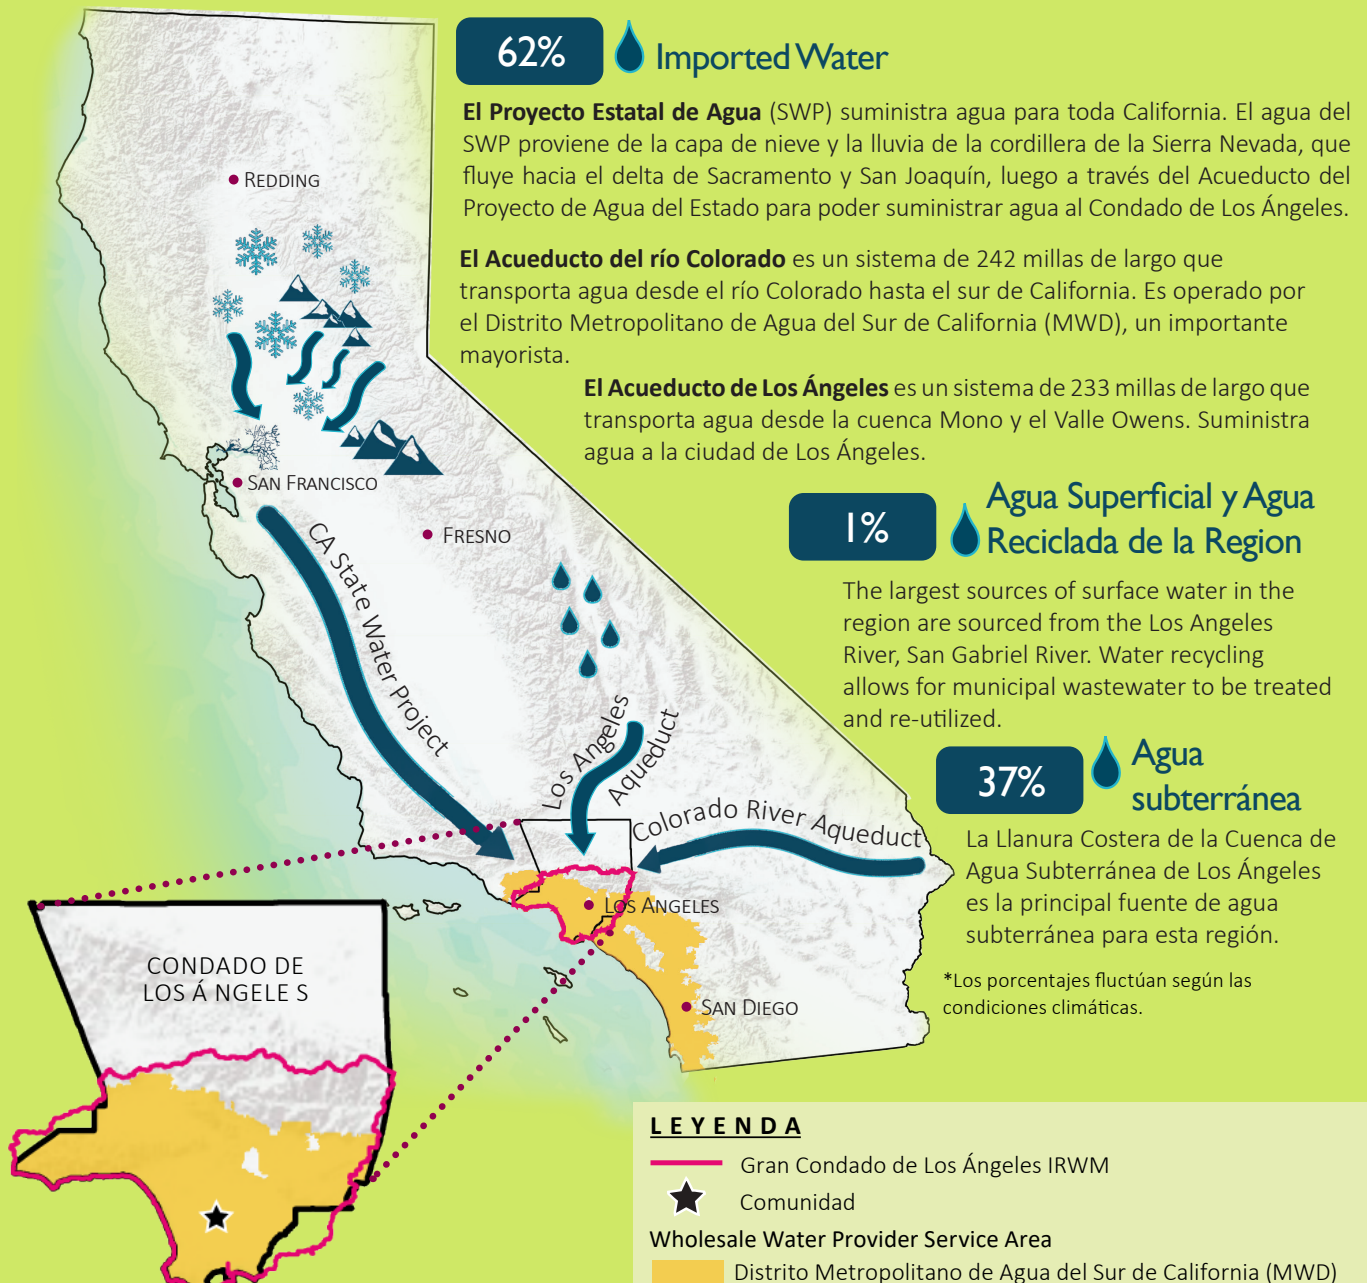 62%
Imported Water
El Proyecto Estatal de Agua (SWP) suministra agua para toda California. El agua del
SWP proviene de la capa de nieve y la lluvia de la cordillera de la Sierra Nevada, que
fluye hacia el delta de Sacramento y San Joaquín, luego a través del Acueducto del
Proyecto de Agua del Estado para poder suministrar agua al Condado de Los Ángeles.
El Acueducto del río Colorado es un sistema de 242 millas de largo que
transporta agua desde el río Colorado hasta el sur de California. Es operado por
el Distrito Metropolitano de Agua del Sur de California (MWD), un importante
mayorista.
El Acueducto de Los Ángeles es un sistema de 233 millas de largo que
transporta agua desde la cuenca Mono y el Valle Owens. Suministra
agua a la ciudad de Los Ángeles.
1%
Agua Superficial y Agua
Reciclada de la Region
The largest sources of surface water in the
region are sourced from the Los Angeles
River, San Gabriel River. Water recycling
allows for municipal wastewater to be treated
and re-utilized.
37%
Agua
subterránea
La Llanura Costera de la Cuenca de
Agua Subterránea de Los Ángeles
es la principal fuente de agua
subterránea para esta región.
*Los porcentajes fluctúan según las
condiciones climáticas.
REDDING
SAN FRANCISCO
FRESNO
CA State Water Project
Los Angeles
Aqueduct
Colorado River Aqueduct
LOS ANGELES
SAN DIEGO
CONDADO DE
LOS Á NGELE S
LEYENDA
Gran Condado de Los Ángeles IRWM
Comunidad
Wholesale Water Provider Service Area
Distrito Metropolitano de Agua del Sur de California (MWD)